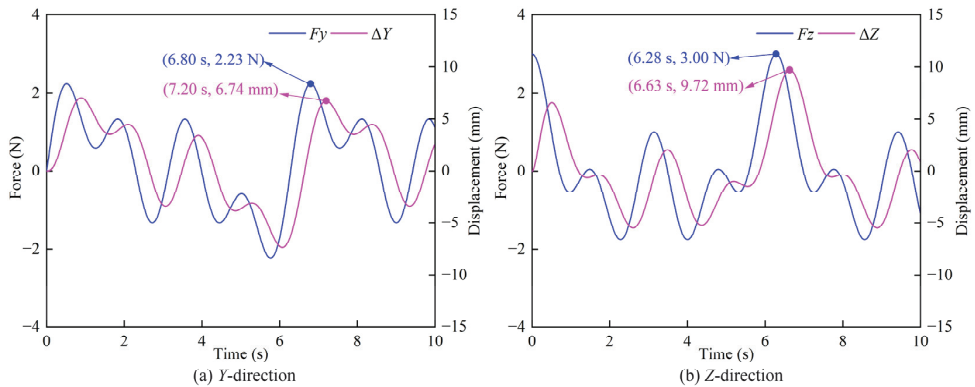 4
2
0
−2
−4
Force (N)
Fy ΔY
(6.80 s, 2.23 N)
(7.20 s, 6.74 mm)
15
10
5
0
−5
−10
−15
Displacement (mm)
0 2 4 6 8 10
Time (s)
(a) Y-direction
4
2
0
−2
−4
Force (N)
Fz ΔZ
(6.28 s, 3.00 N)
(6.63 s, 9.72 mm)
15
10
5
0
−5
−10
−15
Displacement (mm)
0 2 4 6 8 10
Time (s)
(b) Z-direction